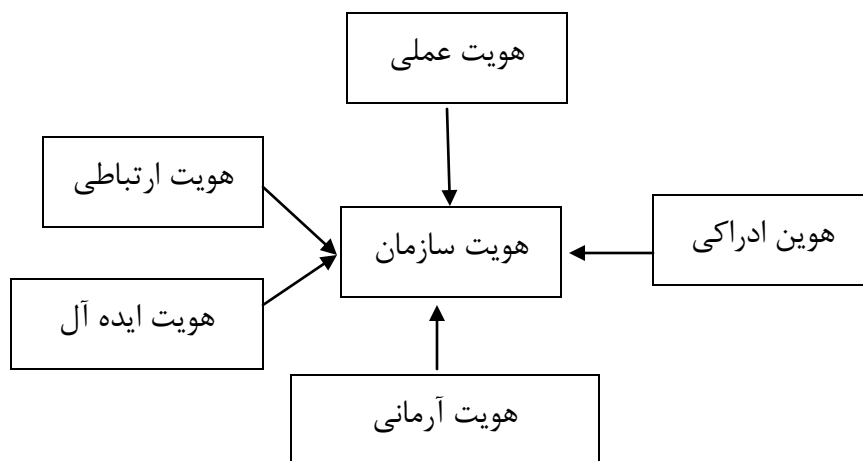 هویت عملی
هویت ارتباطی
هوین ادراکی
هویت سازمان
هویت ایده آل
هویت آرمانی